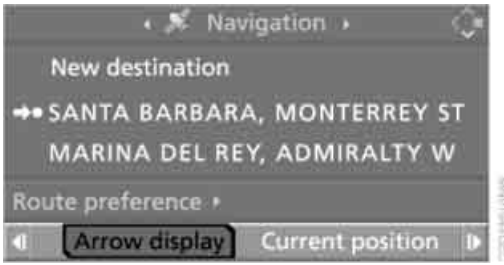 Navigation
New destination
SANTA BARBARA, MONTERREY ST
MARINA DEL REY, ADMIRALTY W
Route preference
Arrow display Current position